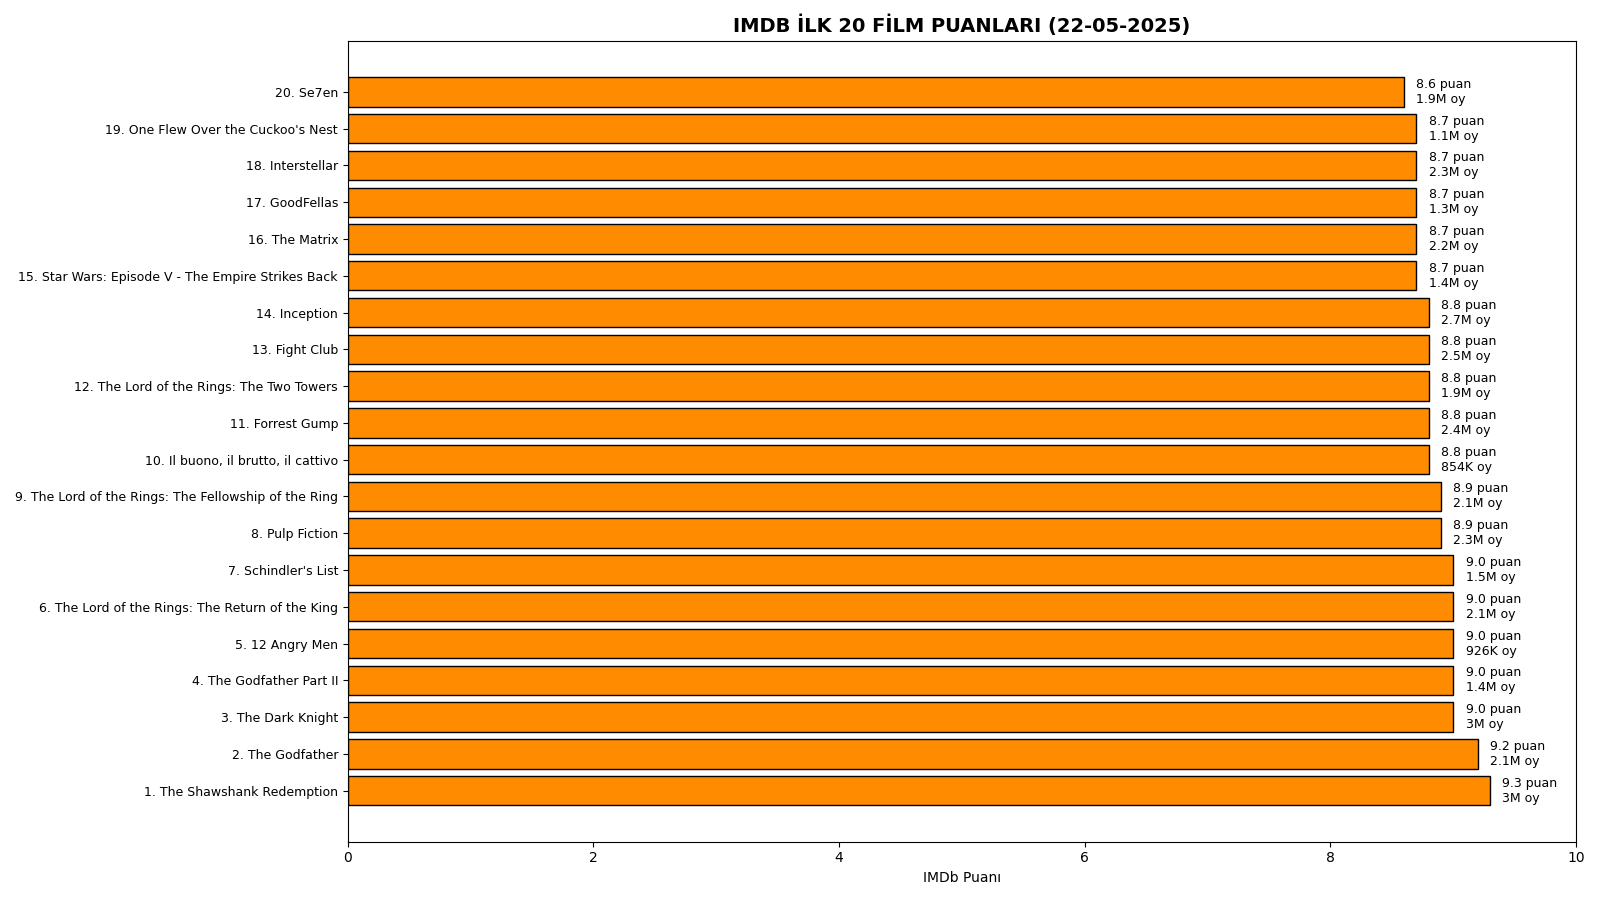 IMDB İLK 20 FİLM PUANLARI (22-05-2025)
20. Se7en
8.6 puan
1.9M oy
19. One Flew Over the Cuckoo's Nest
8.7 puan
1.1M oy
18. Interstellar
8.7 puan
2.3M oy
17. GoodFellas
8.7 puan
1.3M oy
16. The Matrix
8.7 puan
2.2M oy
15. Star Wars: Episode V - The Empire Strikes Back
8.7 puan
1.4M oy
14. Inception
8.8 puan
2.7M oy
13. Fight Club
8.8 puan
2.5M oy
12. The Lord of the Rings: The Two Towers
8.8 puan
1.9M oy
11. Forrest Gump
8.8 puan
2.4M oy
10. Il buono, il brutto, il cattivo
8.8 puan
854K oy
9. The Lord of the Rings: The Fellowship of the Ring
8.9 puan
2.1M oy
8. Pulp Fiction
8.9 puan
2.3M oy
7. Schindler's List
9.0 puan
1.5M oy
6. The Lord of the Rings: The Return of the King
9.0 puan
2.1M oy
5. 12 Angry Men
9.0 puan
926K oy
4. The Godfather Part II
9.0 puan
1.4M oy
3. The Dark Knight
9.0 puan
3M oy
2. The Godfather
9.2 puan
2.1M oy
1. The Shawshank Redemption
9.3 puan
3M oy
0 2 4 6 8 10
IMDb Puanı